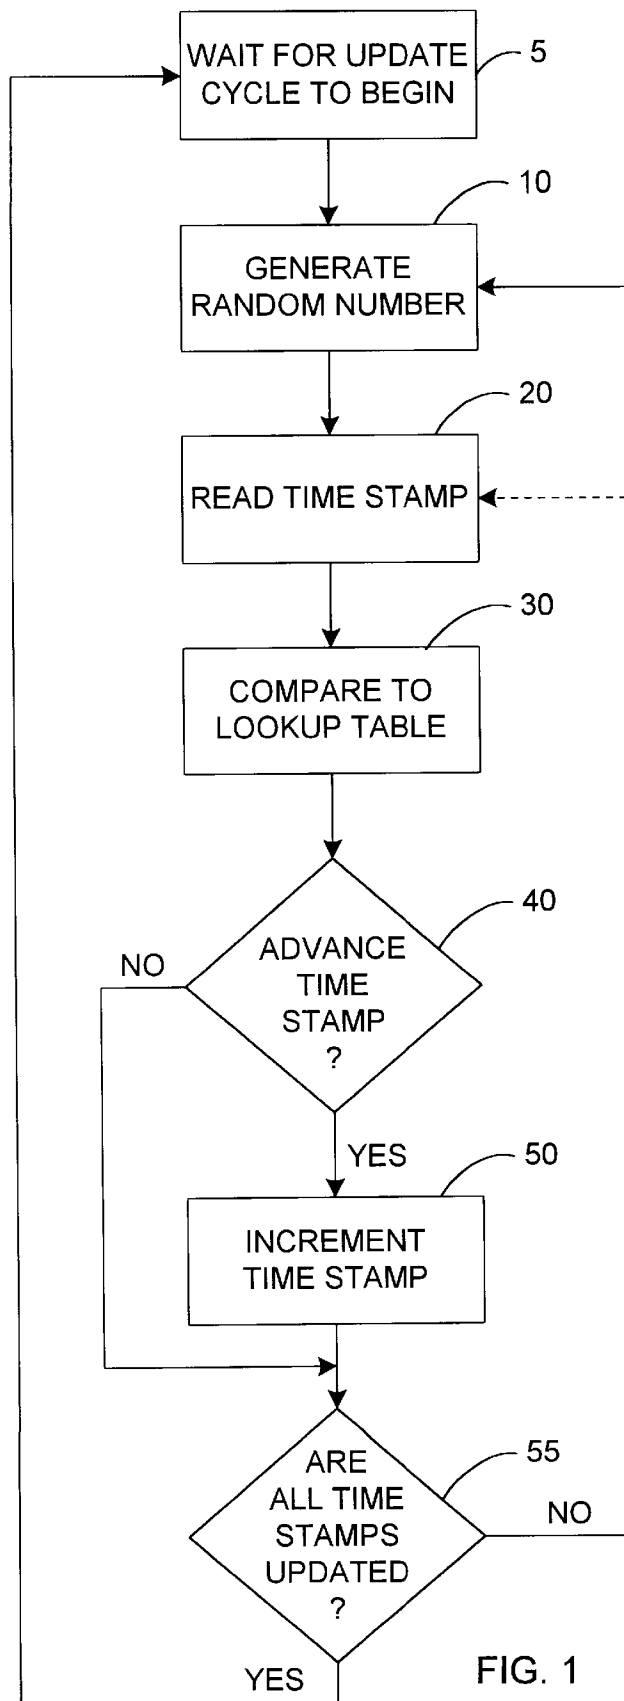 WAIT FOR UPDATE
CYCLE TO BEGIN
5
10
GENERATE
RANDOM NUMBER
20
READ TIME STAMP
30
COMPARE TO
LOOKUP TABLE
40
NO
ADVANCE
TIME
STAMP
?
YES
50
INCREMENT
TIME STAMP
55
ARE
ALL TIME
STAMPS
UPDATED
?
NO
YES
FIG. 1